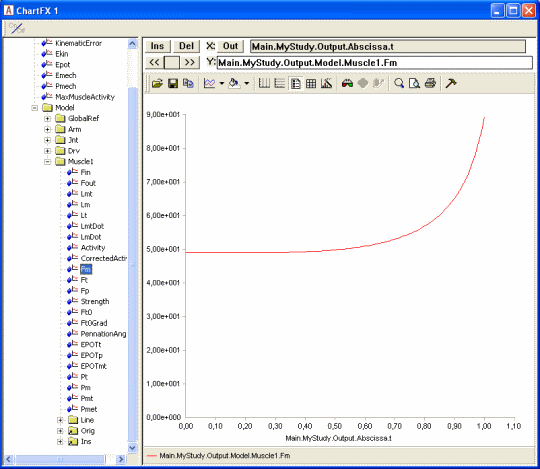 ChartFX 1
KinematicError
Ekin
Epot
Emech
Pmech
MaxMuscleActivity
Model
GlobalRef
Arm
Jnt
Drv
Muscle1
Fin
Fout
Lmt
Lm
Lt
LmtDot
LmDot
Activity
CorrectedActiv
Fm
Ft
Fp
Strength
Ft0
Ft0Grad
PennationAng
EPOTt
EPOTp
EPOTmt
Pt
Pm
Pmt
Pmet
Line
Orig
Ins
Ins Del X: Out Main.MyStudy.Output.Abscissa.t
<< >> Y: Main.MyStudy.Output.Model.Muscle1.Fm
9,00e+001
8,00e+001
7,00e+001
6,00e+001
5,00e+001
4,00e+001
3,00e+001
2,00e+001
1,00e+001
0,00e+000
0,00 0,10 0,20 0,30 0,40 0,50 0,60 0,70 0,80 0,90 1,00 1,10
Main.MyStudy.Output.Abscissa.t
Main.MyStudy.Output.Model.Muscle1.Fm